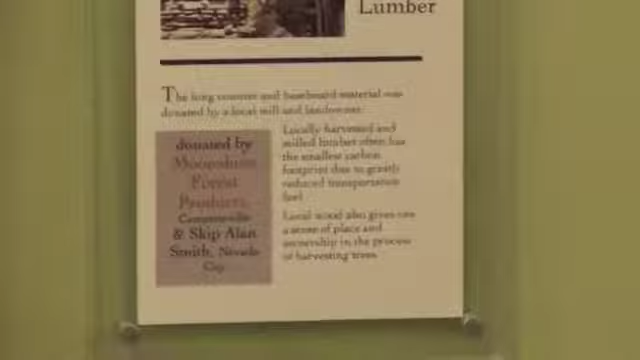 Lumber
The long counter and baseboard material was
donated by a local mill and landowner.
donated by
Moonshine
Forest
Products,
& Skip Alan
Smith, Nevada
City
Locally harvested and
milled lumber often has
the smallest carbon
footprint due to greatly
reduced transportation
fuel
Local wood also gives one
a sense of place and
ownership in the process
of harvesting trees